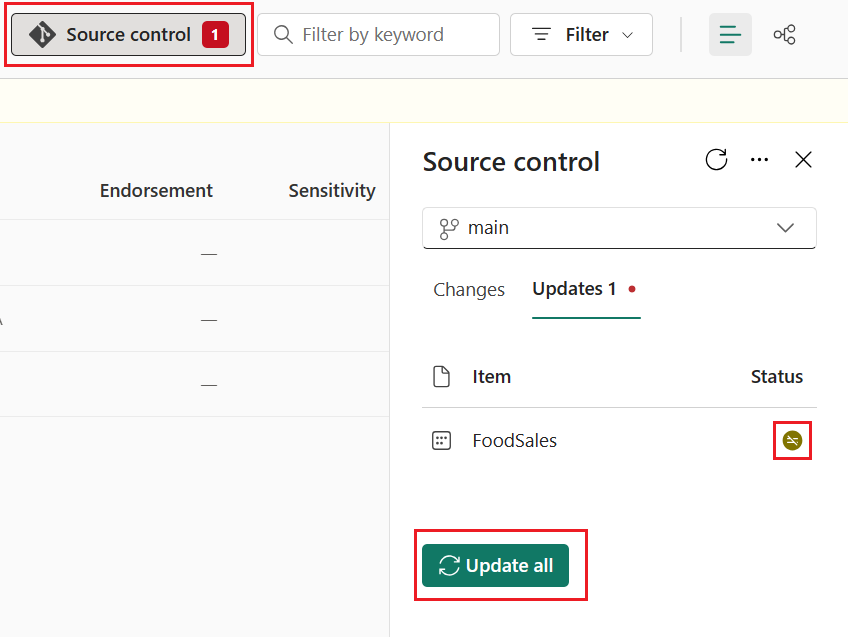 Source control 1
Filter by keyword
Filter
Endorsement
Sensitivity
—
—
—
Source control
main
Changes
Updates 1
Item
Status
FoodSales
Update all